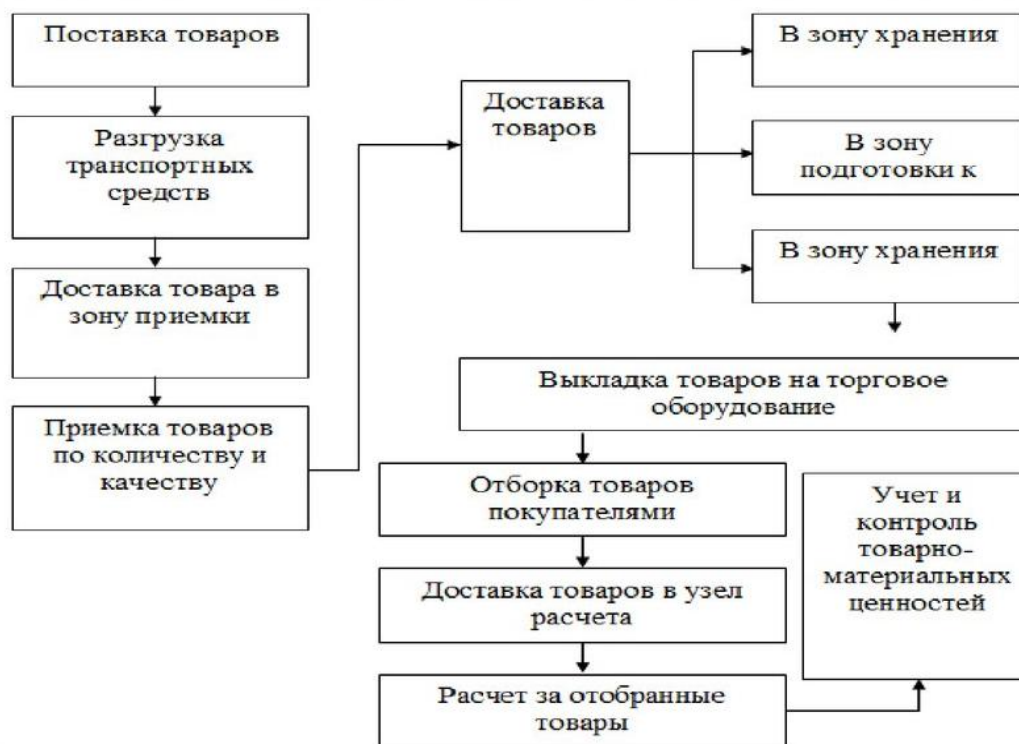 Поставка товаров
Разгрузка
транспортных
средств
Доставка товара в
зону приемки
Приемка товаров
по количеству и
качеству
Доставка
товаров
В зону хранения
В зону
подготовки к
В зону хранения
Выкладка товаров на торговое
оборудование
Отборка товаров
покупателями
Доставка товаров в узел
расчета
Расчет за отобранные
товары
Учет и
контроль
товарно-
материальных
ценностей